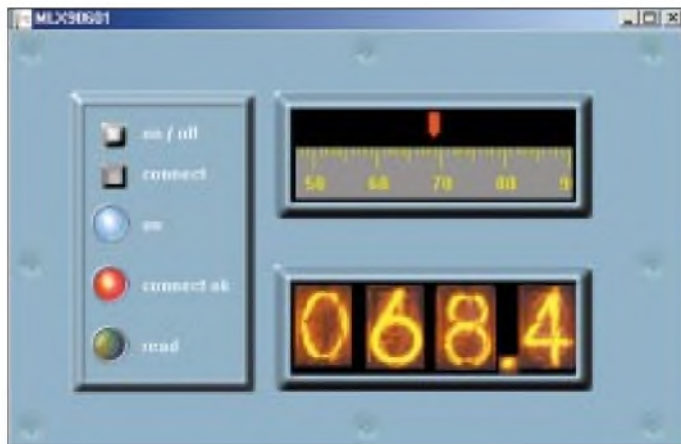 MLX90601
on / off
connect
on
connect ok
read
50 60 70 80 9
068.4